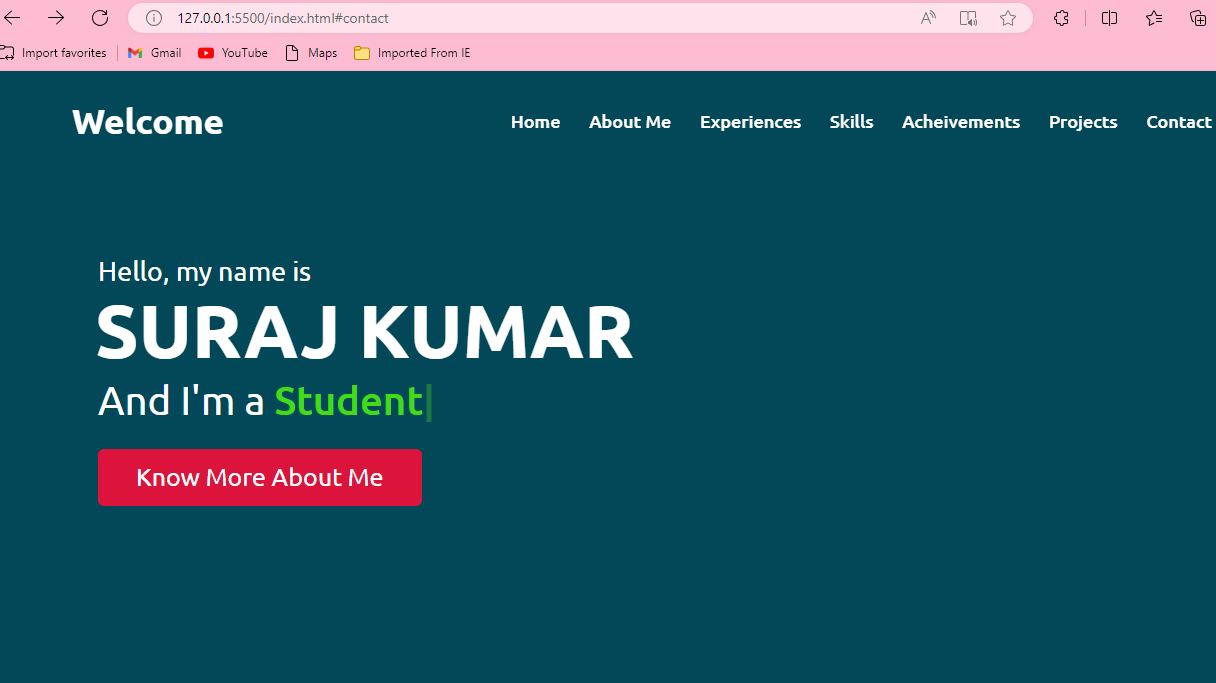 127.0.0.1:5500/index.html#contact
Import favorites Gmail YouTube Maps Imported From IE
Welcome Home About Me Experiences Skills Acheivements Projects Contact
Hello, my name is
SURAJ KUMAR
And I'm a Student
Know More About Me